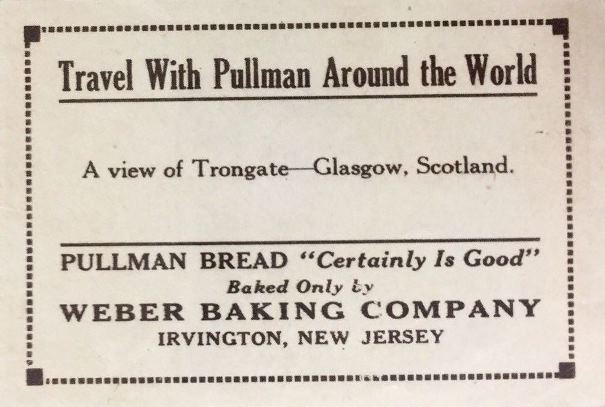 Travel With Pullman Around the World
A view of Trongate—Glasgow, Scotland.
PULLMAN BREAD "Certainly Is Good"
Baked Only by
WEBER BAKING COMPANY
IRVINGTON, NEW JERSEY